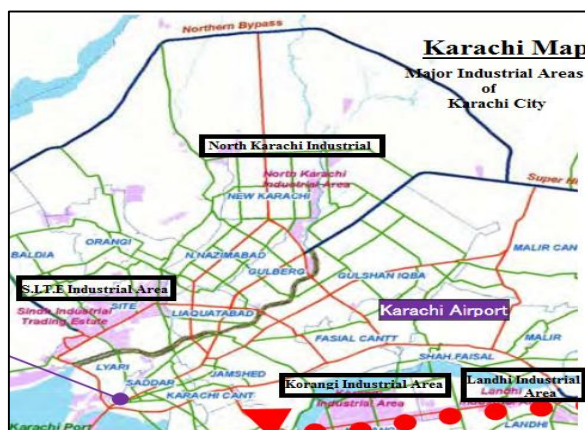 Northern Bypass
Karachi Map
Major Industrial Areas
of
Karachi City
North Karachi Industrial
North Karachi
Industrial Area
Super
NEW KARACHI
ORANGI
BALDIA
N.NAZIMABAD
GULBERG
GULSHAN IQBA
MALIR CAN
S.I.T.E Industrial Area
SITE
Sindh Industrial
Trading Estate
LIAQUATABAD
Karachi Airport
FASIAL CANTT
MALIR
SHAH FAISAL
LYARI
SADDAR
JAMSHED
KARACHI CANT
Korangi Industrial Area
Landhi Industrial
Area
Industrial Area
LANDHI
Karachi Port